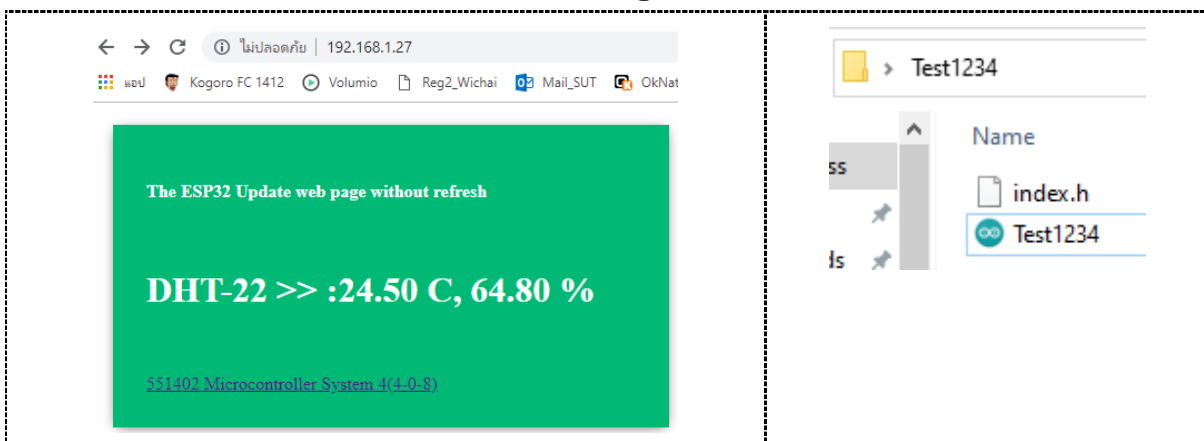 ไม่ปลอดภัย | 192.168.1.27
แอป Kogoro FC 1412 Volumio Reg2_Wichai Mail_SUT OkNat
The ESP32 Update web page without refresh
DHT-22 >> :24.50 C, 64.80 %
551402 Microcontroller System 4(4-0-8)
> Test1234
Name
ss
index.h
Test1234
ds